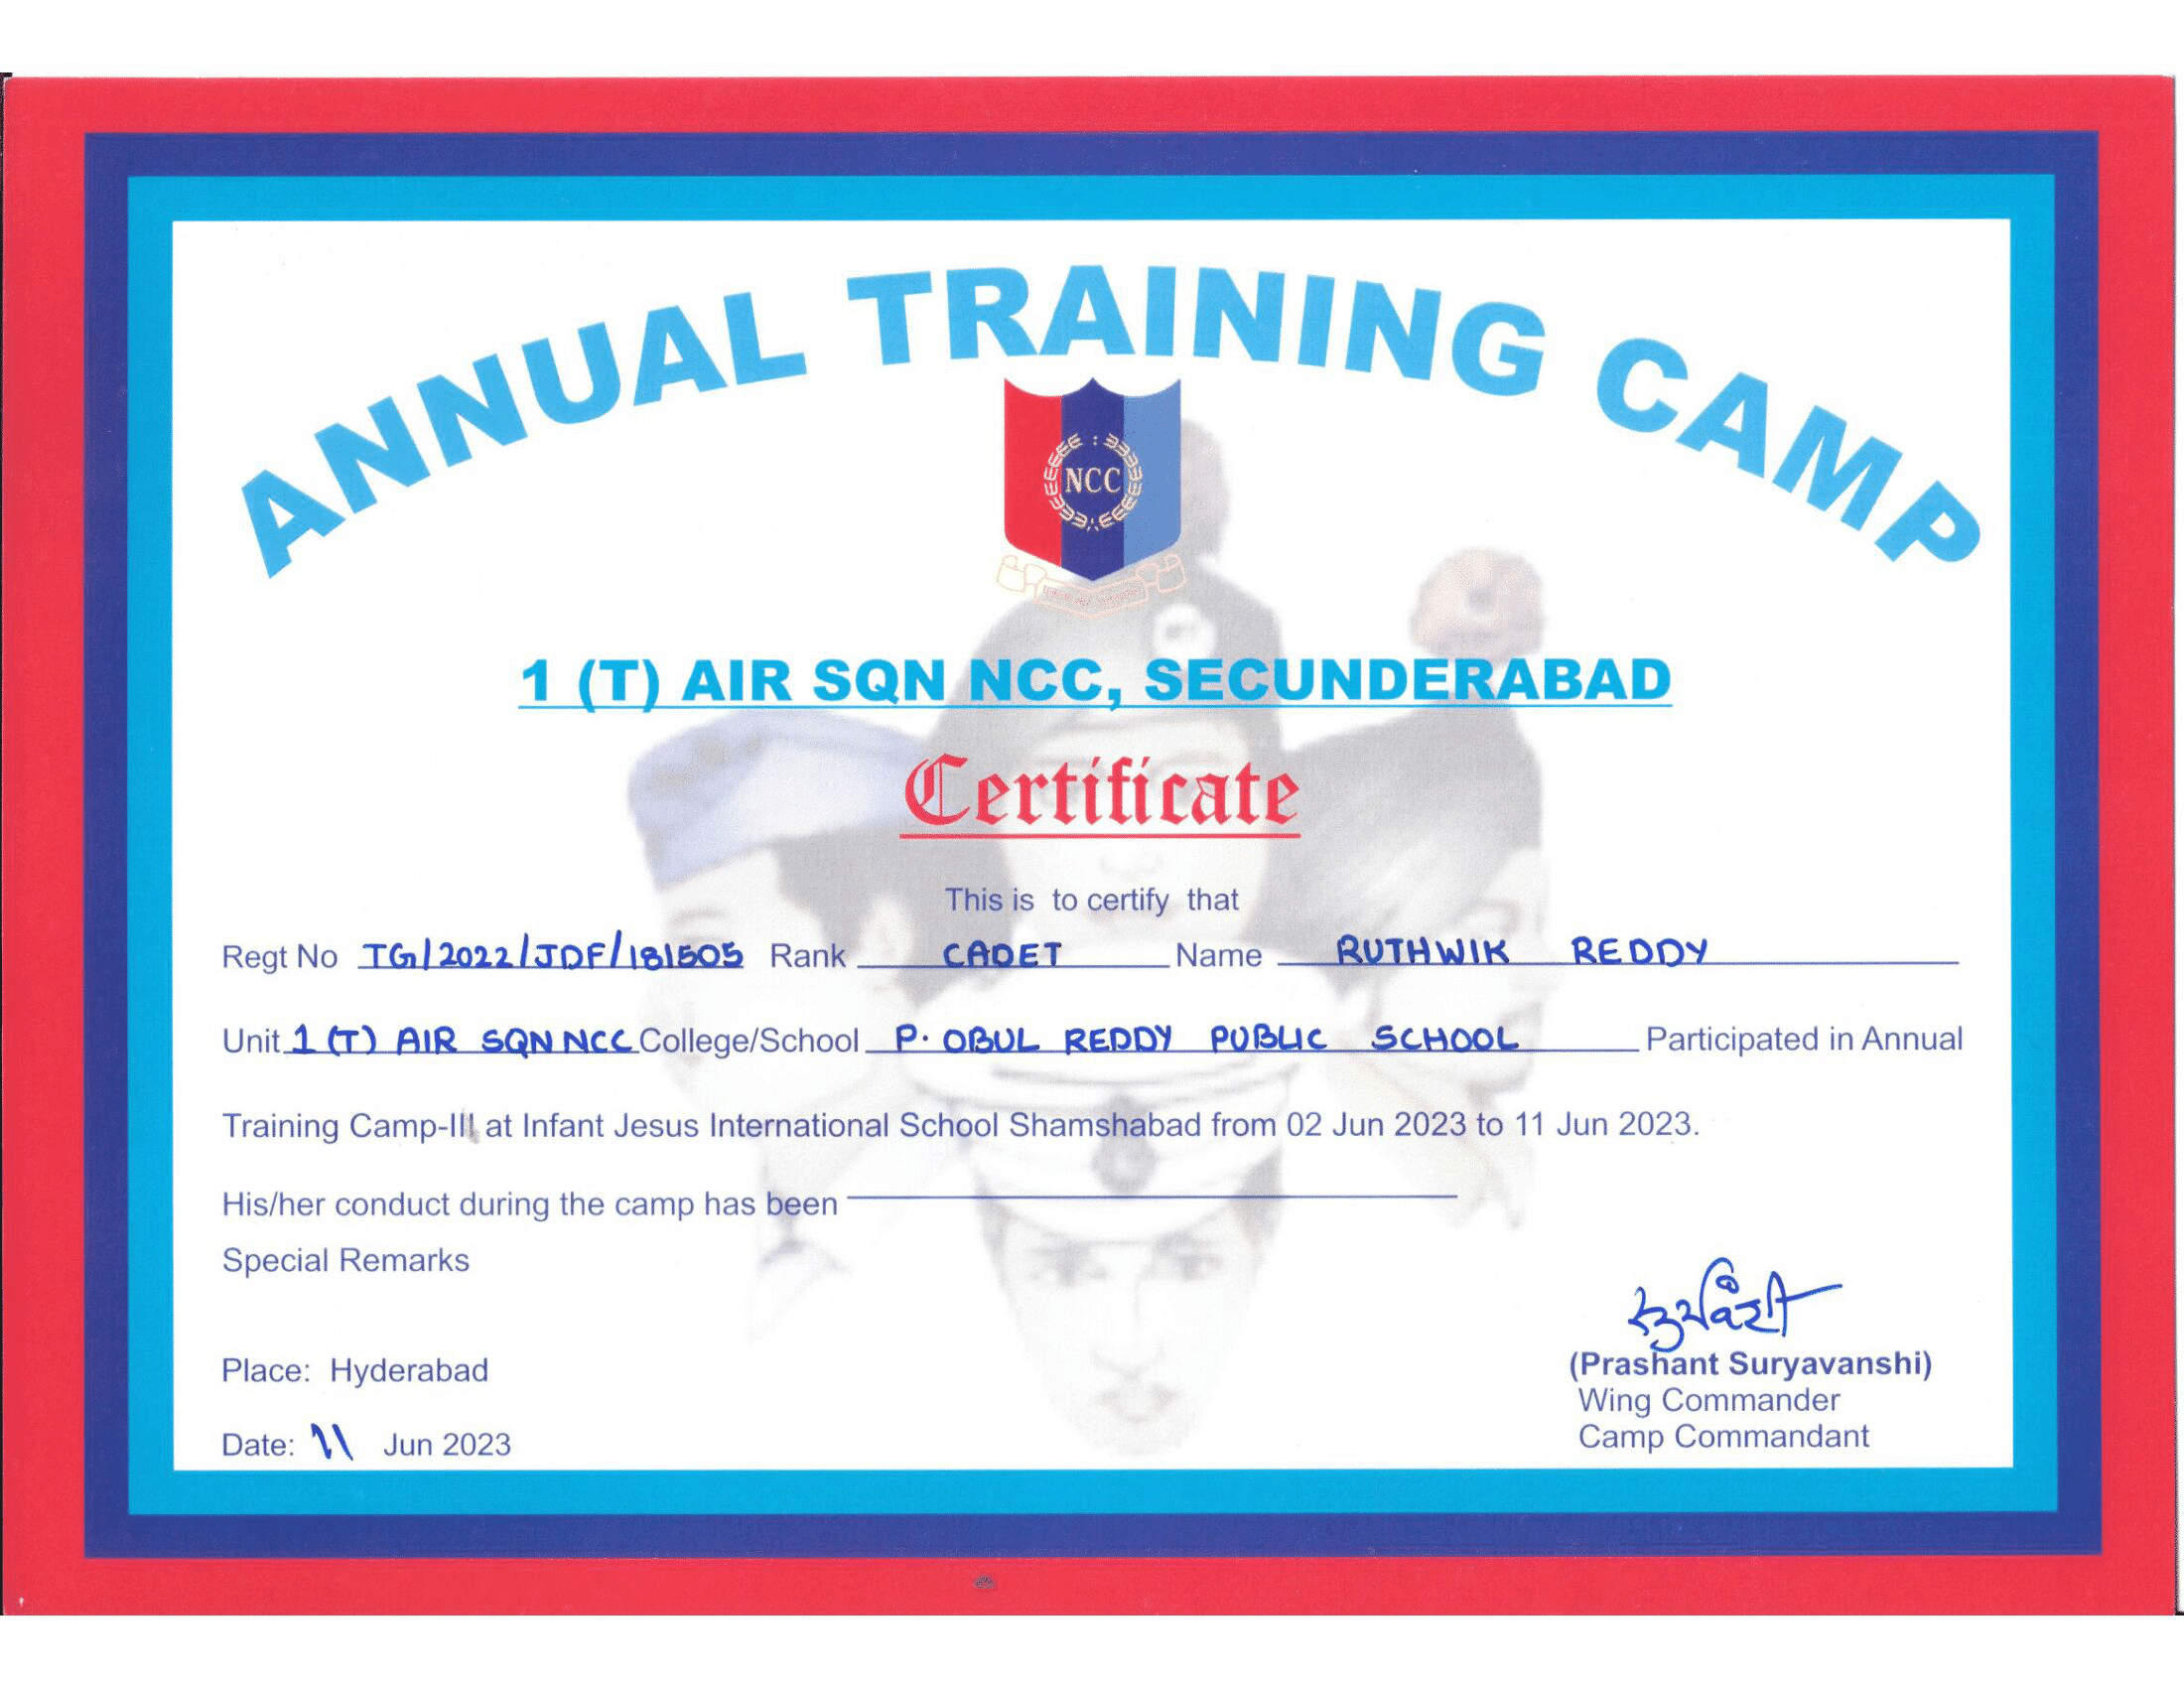 ANNUAL TRAINING CAMP
NCC
1 (T) AIR SQN NCC, SECUNDERABAD
Certificate
This is to certify that
Regt No TG/2022/JDF/181505 Rank CADET Name RUTHWIK REDDY
Unit 1 (T) AIR SQN NCC College/School P. OBUL REDDY PUBLIC SCHOOL Participated in Annual
Training Camp-III at Infant Jesus International School Shamshabad from 02 Jun 2023 to 11 Jun 2023.
His/her conduct during the camp has been
Special Remarks
सूर्यवंशी
(Prashant Suryavanshi)
Place: Hyderabad Wing Commander
Camp Commandant
Date: 11 Jun 2023